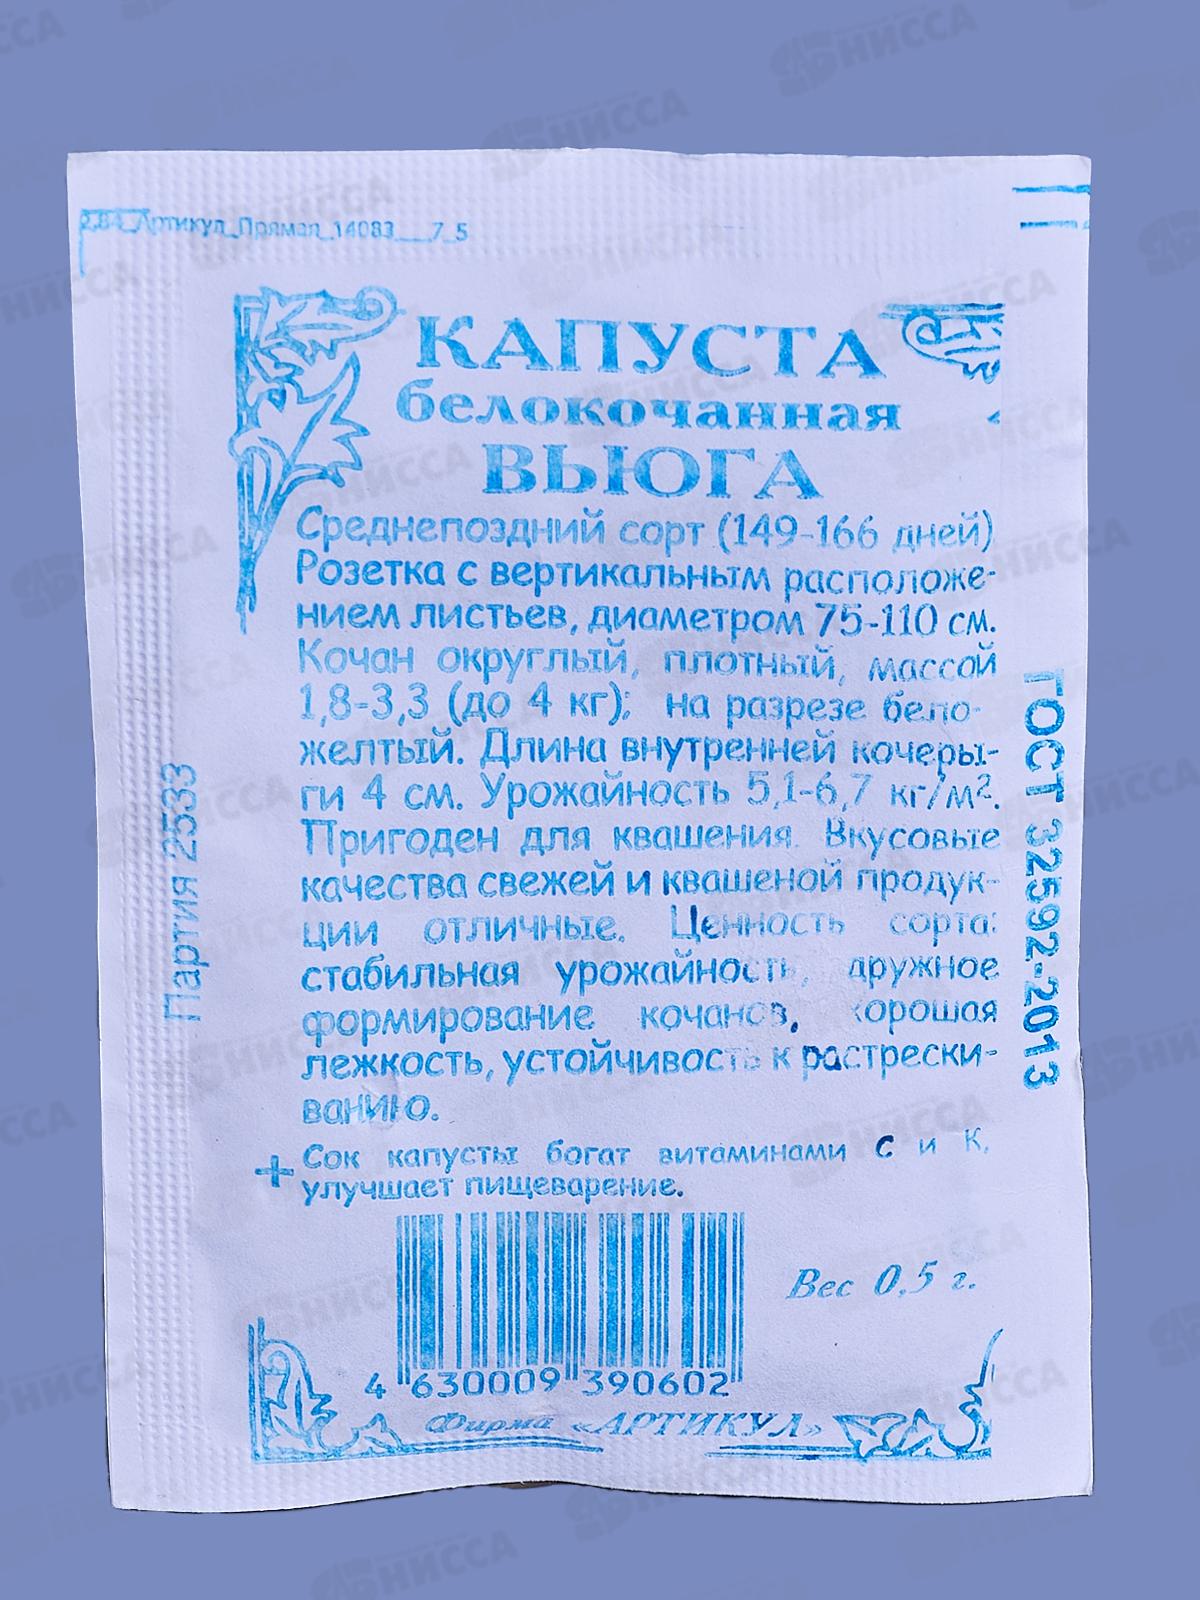 2.84_Артикул_Прямая_14083___7_5
КАПУСТА
белокочанная
ВЬЮГА
Среднепоздний сорт (149-166 дней)
Розетка с вертикальным расположе-
нием листьев, диаметром 75-110 см.
Кочан округлый, плотный, массой
1,8-3,3 (до 4 кг); на разрезе бело-
желтый. Длина внутренней кочеры-
ги 4 см. Урожайность 5,1-6,7 кг/м².
Пригоден для квашения. Вкусовые
качества свежей и квашеной продук-
ции отличные. Ценность сорта:
стабильная урожайность, дружное
формирование кочанов, хорошая
лежкость, устойчивость к растрески-
ванию.
+ Сок капусты богат витаминами С и К,
улучшает пищеварение.
Вес 0,5 г.
4 630009 390602
Фирма «АРТИКУЛ»
Партия 2533
ГОСТ 32592-2013
НИССА